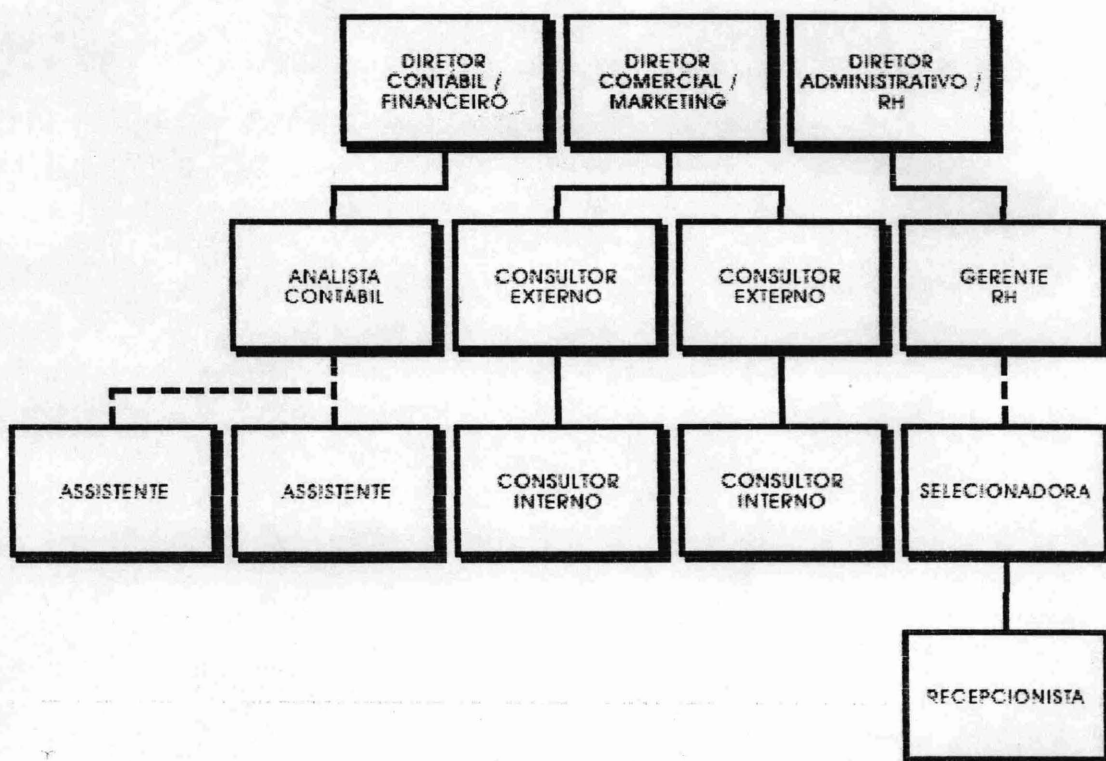 DIRETOR
CONTÁBIL /
FINANCEIRO
DIRETOR
COMERCIAL /
MARKETING
DIRETOR
ADMINISTRATIVO /
RH
ANALISTA
CONTÁBIL
CONSULTOR
EXTERNO
CONSULTOR
EXTERNO
GERENTE
RH
ASSISTENTE
ASSISTENTE
CONSULTOR
INTERNO
CONSULTOR
INTERNO
SELECIONADORA
RECEPCIONISTA